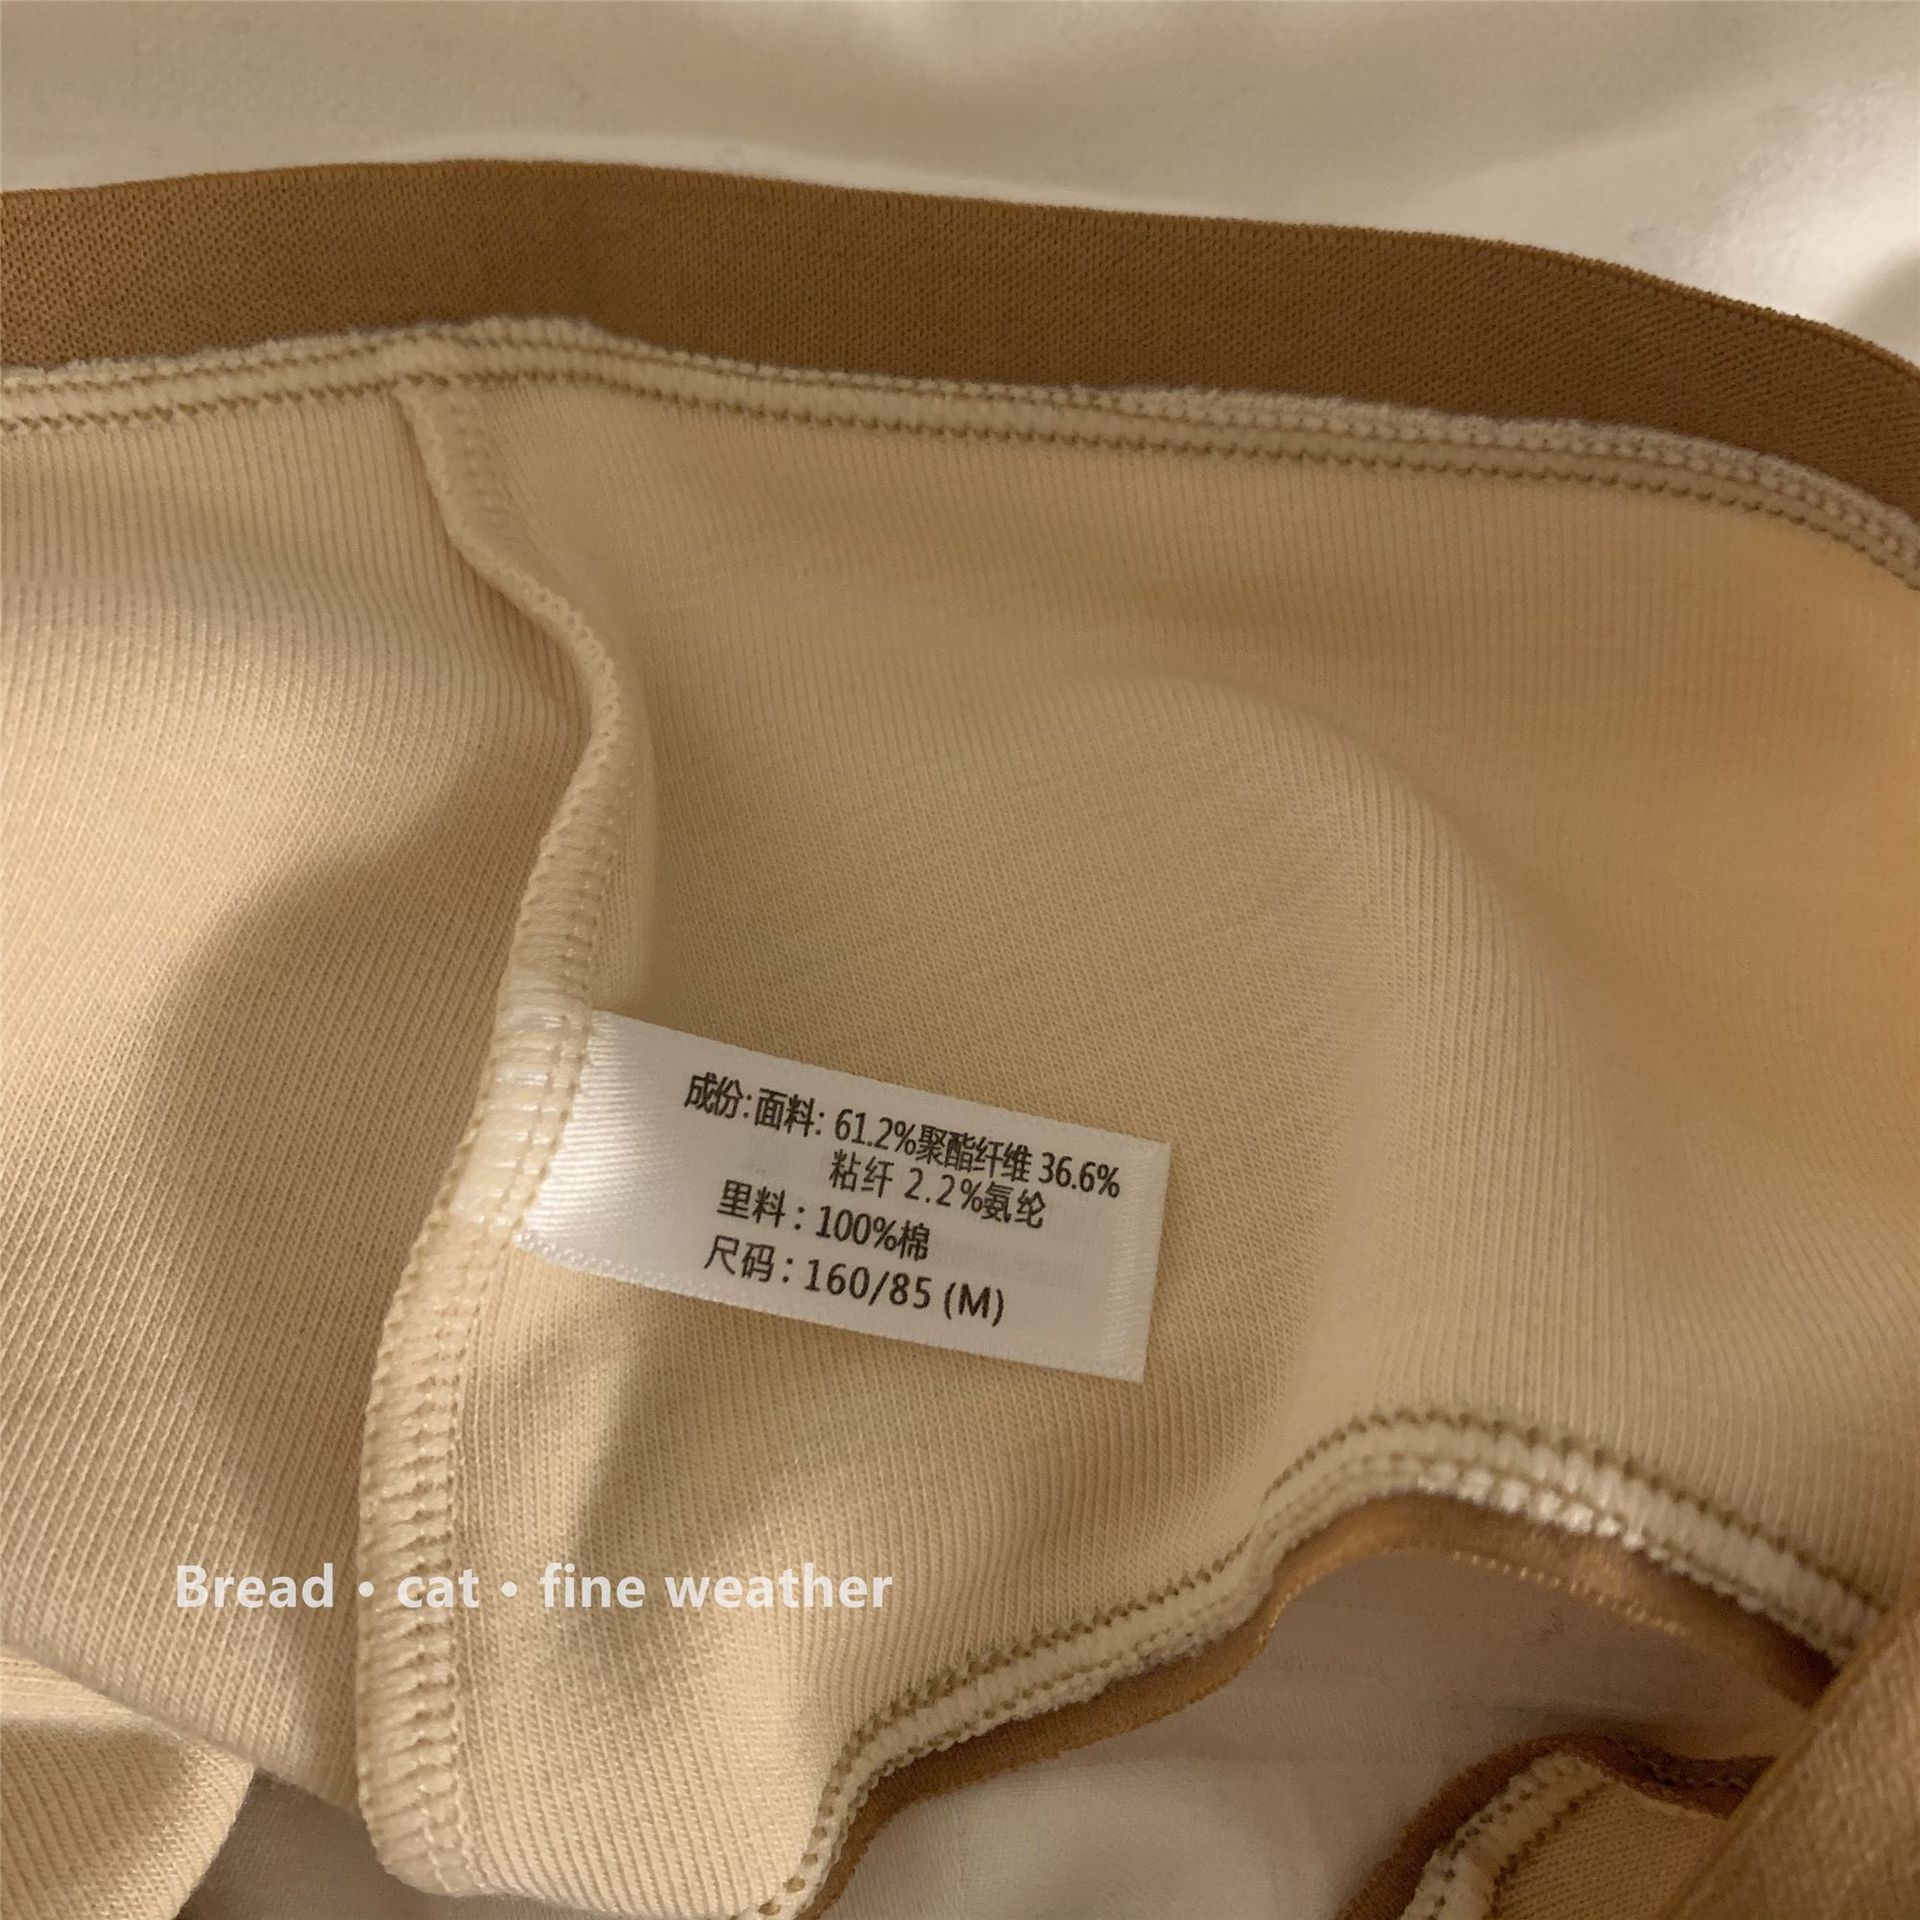 成份:面料: 61.2%聚酯纤维 36.6%
粘纤 2.2%氨纶
里料: 100%棉
尺码: 160/85 (M)
Bread • cat • fine weather